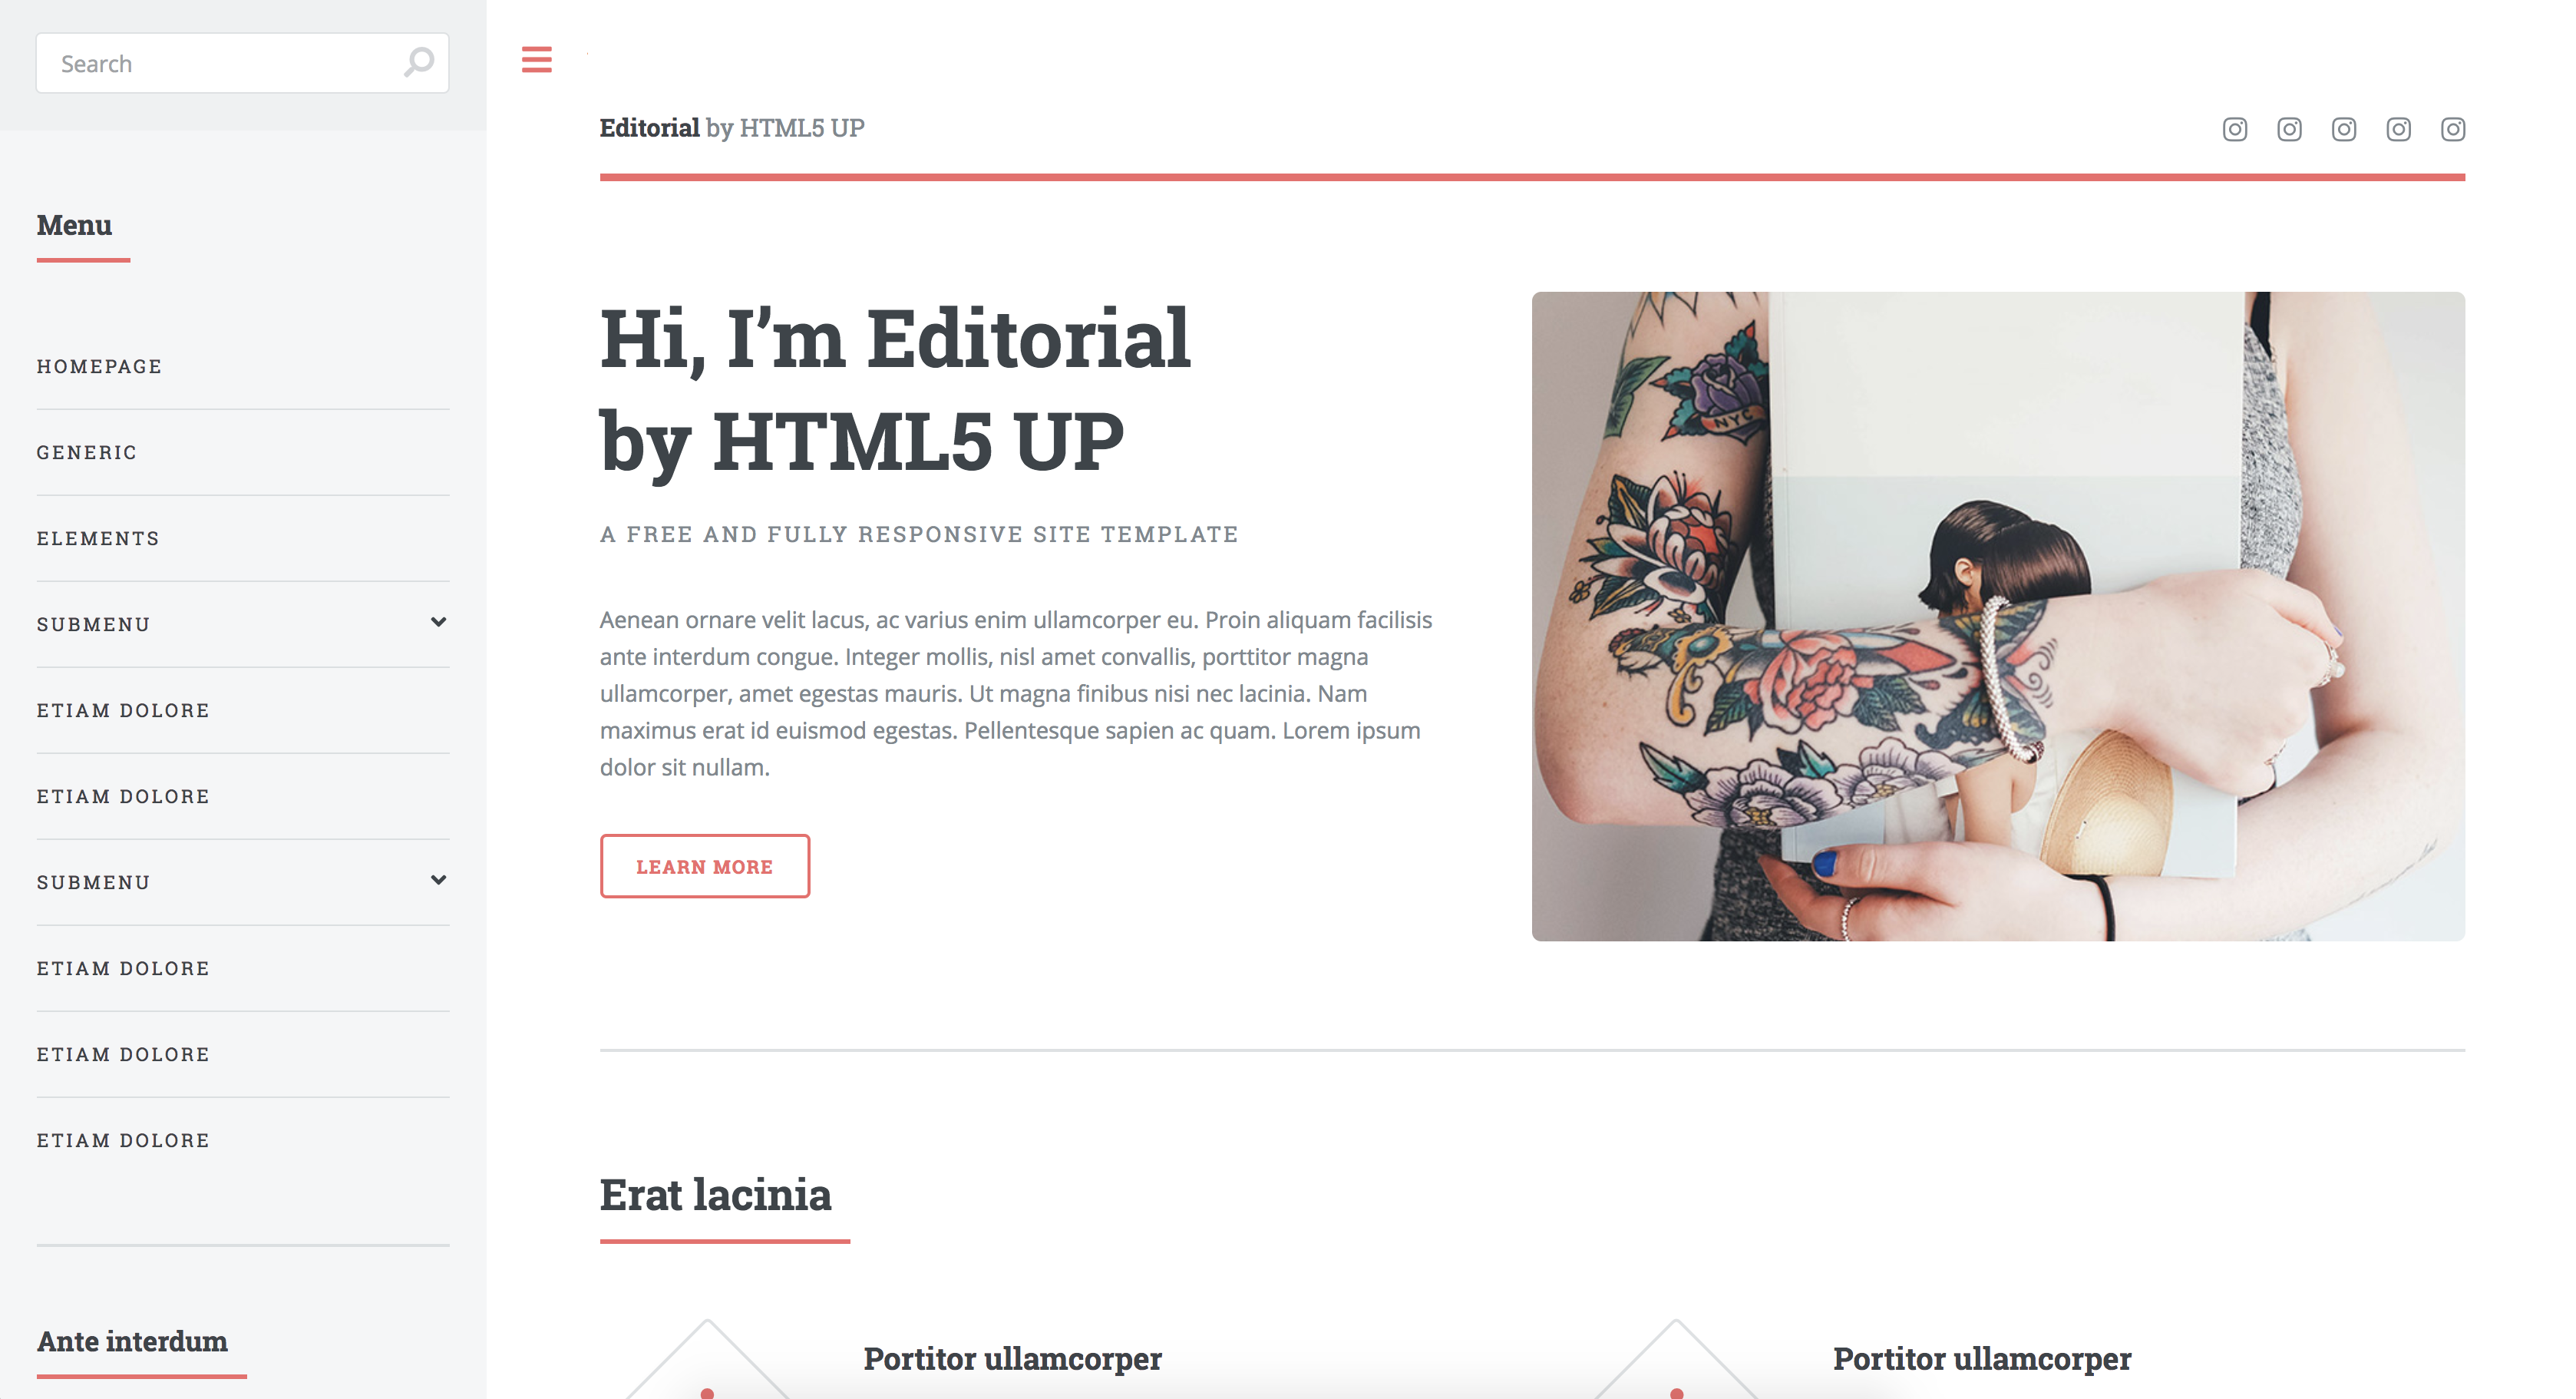 Search
Menu
HOMEPAGE
GENERIC
ELEMENTS
SUBMENU
ETIAM DOLORE
ETIAM DOLORE
SUBMENU
ETIAM DOLORE
ETIAM DOLORE
ETIAM DOLORE
Ante interdum
Editorial by HTML5 UP
Hi, I’m Editorial
by HTML5 UP
A FREE AND FULLY RESPONSIVE SITE TEMPLATE
Aenean ornare velit lacus, ac varius enim ullamcorper eu. Proin aliquam facilisis
ante interdum congue. Integer mollis, nisl amet convallis, porttitor magna
ullamcorper, amet egestas mauris. Ut magna finibus nisi nec lacinia. Nam
maximus erat id euismod egestas. Pellentesque sapien ac quam. Lorem ipsum
dolor sit nullam.
LEARN MORE
NYC
Erat lacinia
Portitor ullamcorper
Portitor ullamcorper